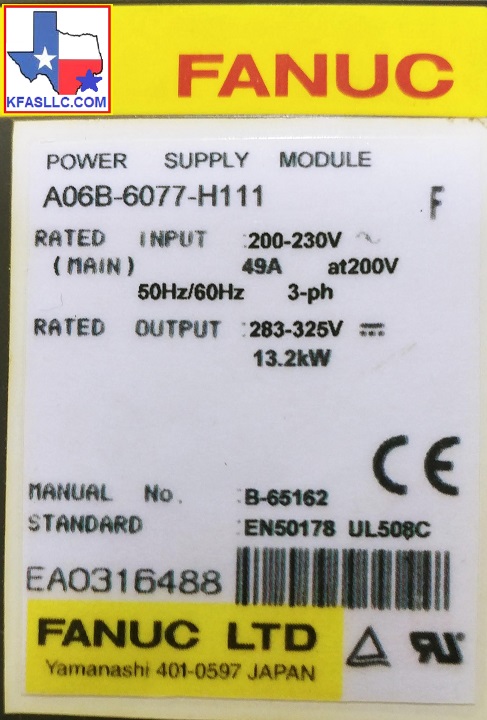 KFASLLC.COM
FANUC
POWER SUPPLY MODULE
A06B-6077-H111 F
RATED INPUT :200-230V ~
(MAIN) 49A at200V
50Hz/60Hz 3-ph
RATED OUTPUT :283-325V ⎓
13.2kW
CE
MANUAL No. :B-65162
STANDARD :EN50178 UL508C
EA0316488
FANUC LTD
Yamanashi 401-0597 JAPAN